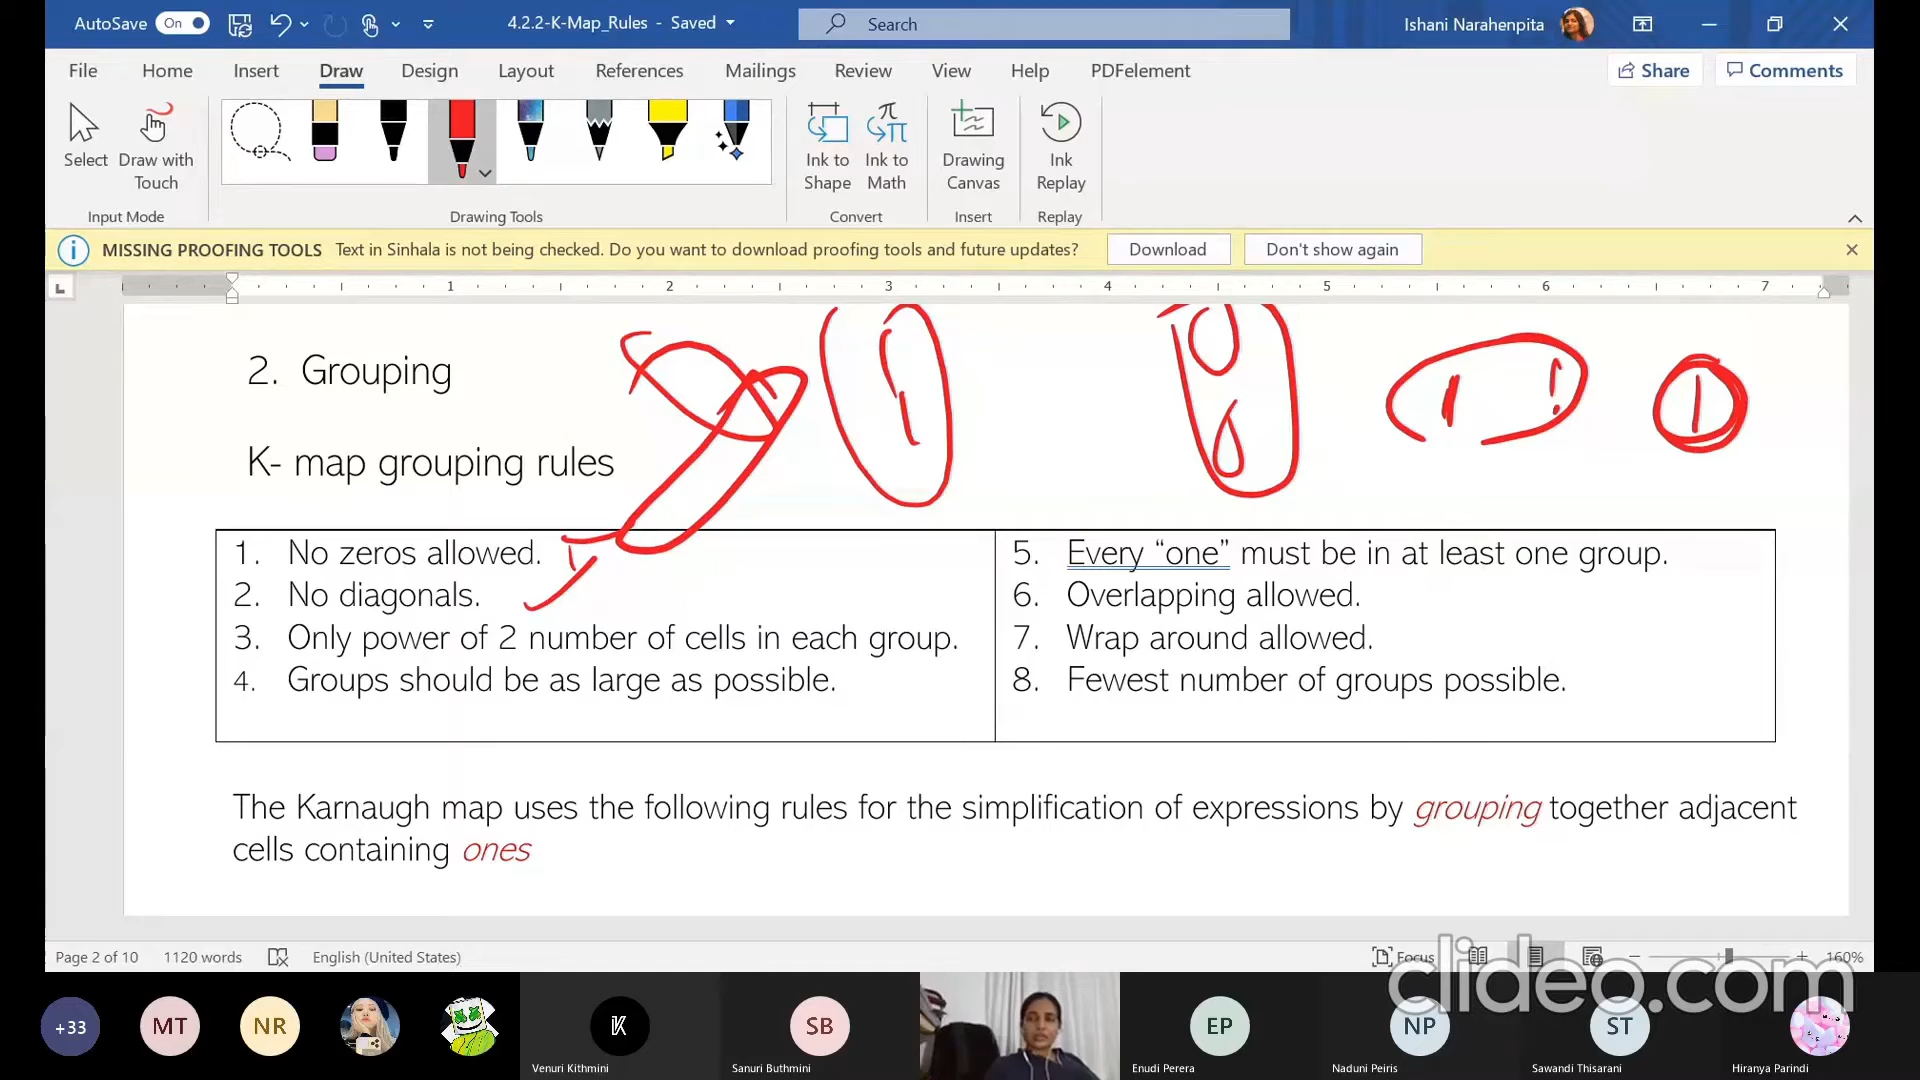 AutoSave On 4.2.2-K-Map_Rules - Saved Search Ishani Narahenpita
File Home Insert Draw Design Layout References Mailings Review View Help PDFelement Share Comments
Select Draw with Touch Ink to Shape Ink to Math Drawing Canvas Ink Replay
Input Mode Drawing Tools Convert Insert Replay
MISSING PROOFING TOOLS Text in Sinhala is not being checked. Do you want to download proofing tools and future updates? Download Don't show again
1 2 3 4 5 6 7
2. Grouping
K- map grouping rules
1. No zeros allowed.
2. No diagonals.
3. Only power of 2 number of cells in each group.
4. Groups should be as large as possible.
5. Every “one” must be in at least one group.
6. Overlapping allowed.
7. Wrap around allowed.
8. Fewest number of groups possible.
The Karnaugh map uses the following rules for the simplification of expressions by grouping together adjacent
cells containing ones
Page 2 of 10 1120 words English (United States) Focus 160%
clideo.com
+33 MT NR K SB EP NP ST
Venuri Kithmini Sanuri Buthmini Enudi Perera Naduni Peiris Sawandi Thisarani Hiranya Parindi